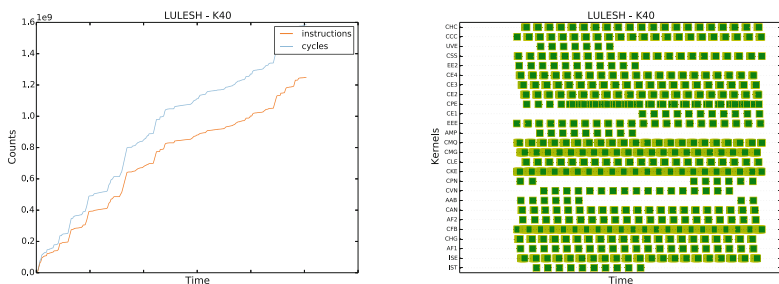 LULESH - K40
1.6 1e9
instructions
cycles
1.4
1.2
1.0
0.8
0.6
0.4
0.2
0.0
Counts
Time
LULESH - K40
CHC
CCC
UVE
CSS
EE2
CE4
CE3
CE2
CPE
CE1
EEE
AMP
CMQ
CMG
CLE
CKE
CPN
CVN
AAB
CAN
AF2
CFB
CHG
AF1
ISE
IST
Kernels
Time